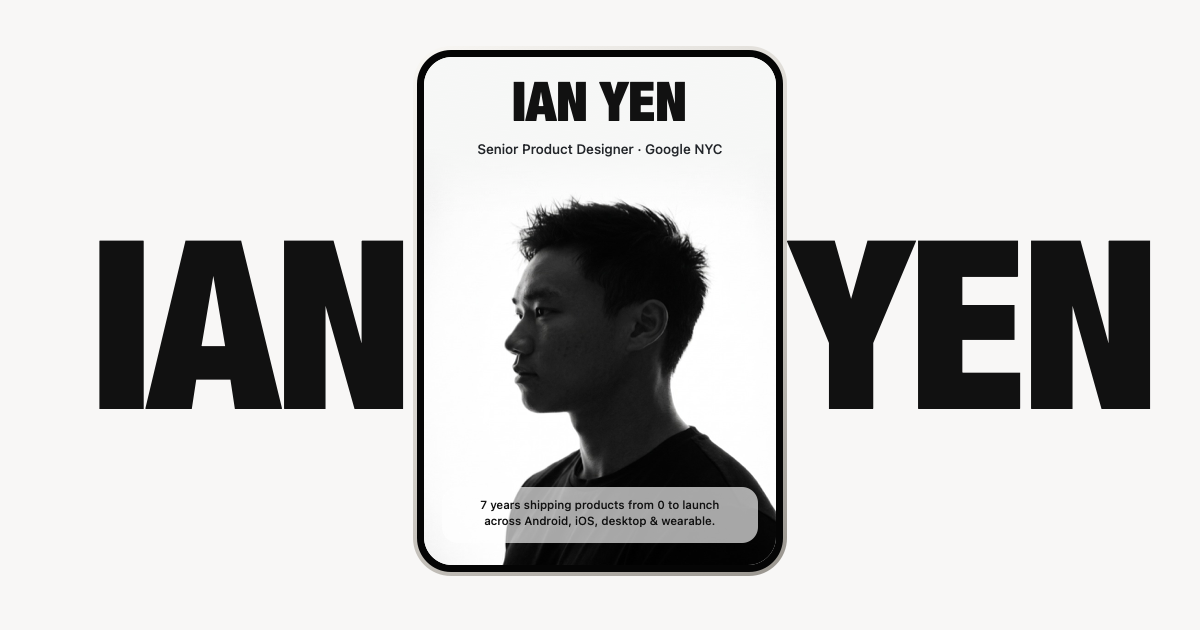 IAN YEN
IAN YEN
Senior Product Designer · Google NYC
7 years shipping products from 0 to launch
across Android, iOS, desktop & wearable.